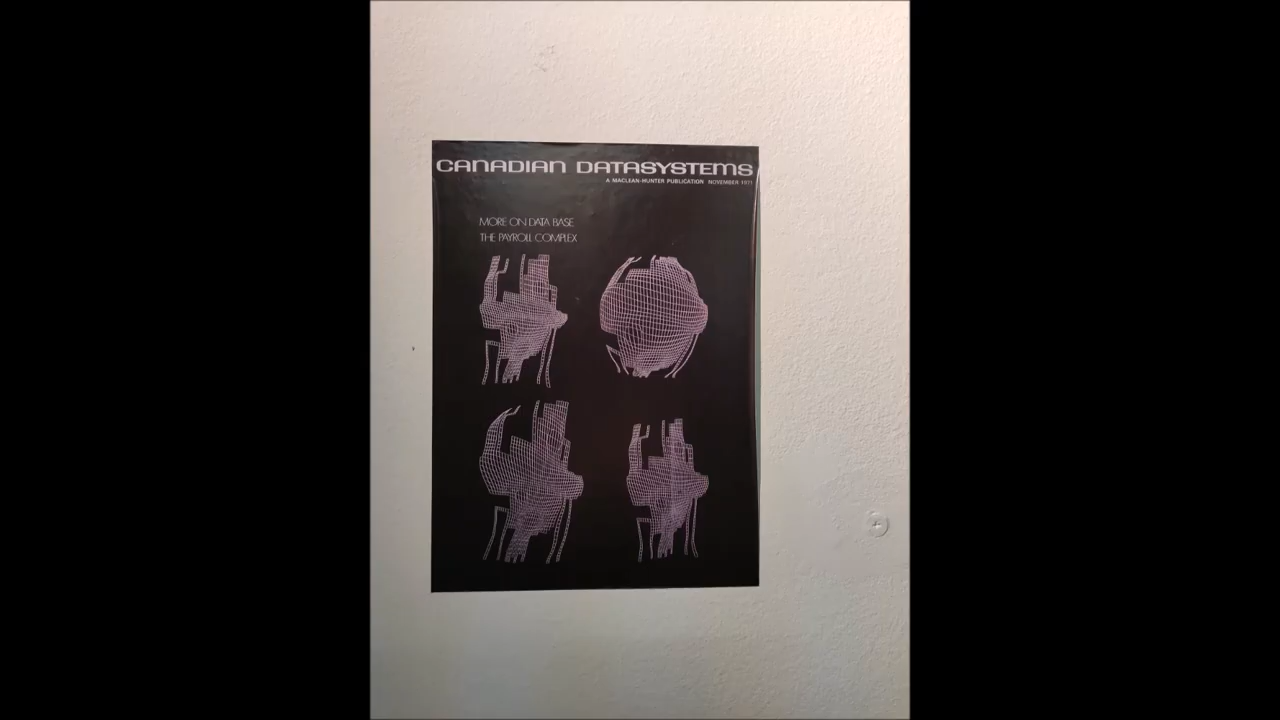 CANADIAN DATASYSTEMS
A MACLEAN-HUNTER PUBLICATION NOVEMBER 1971
MORE ON DATA BASE
THE PAYROLL COMPLEX